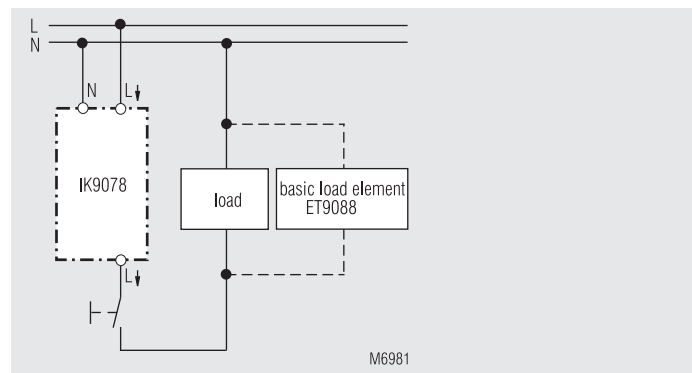 L
N
N
L
IK9078
load
basic load element
ET9088
L
M6981